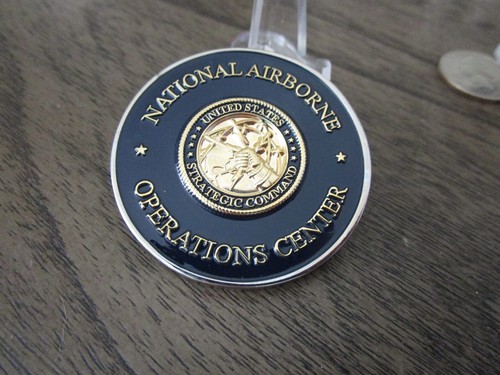 NATIONAL AIRBORNE
UNITED STATES
STRATEGIC COMMAND
OPERATIONS CENTER